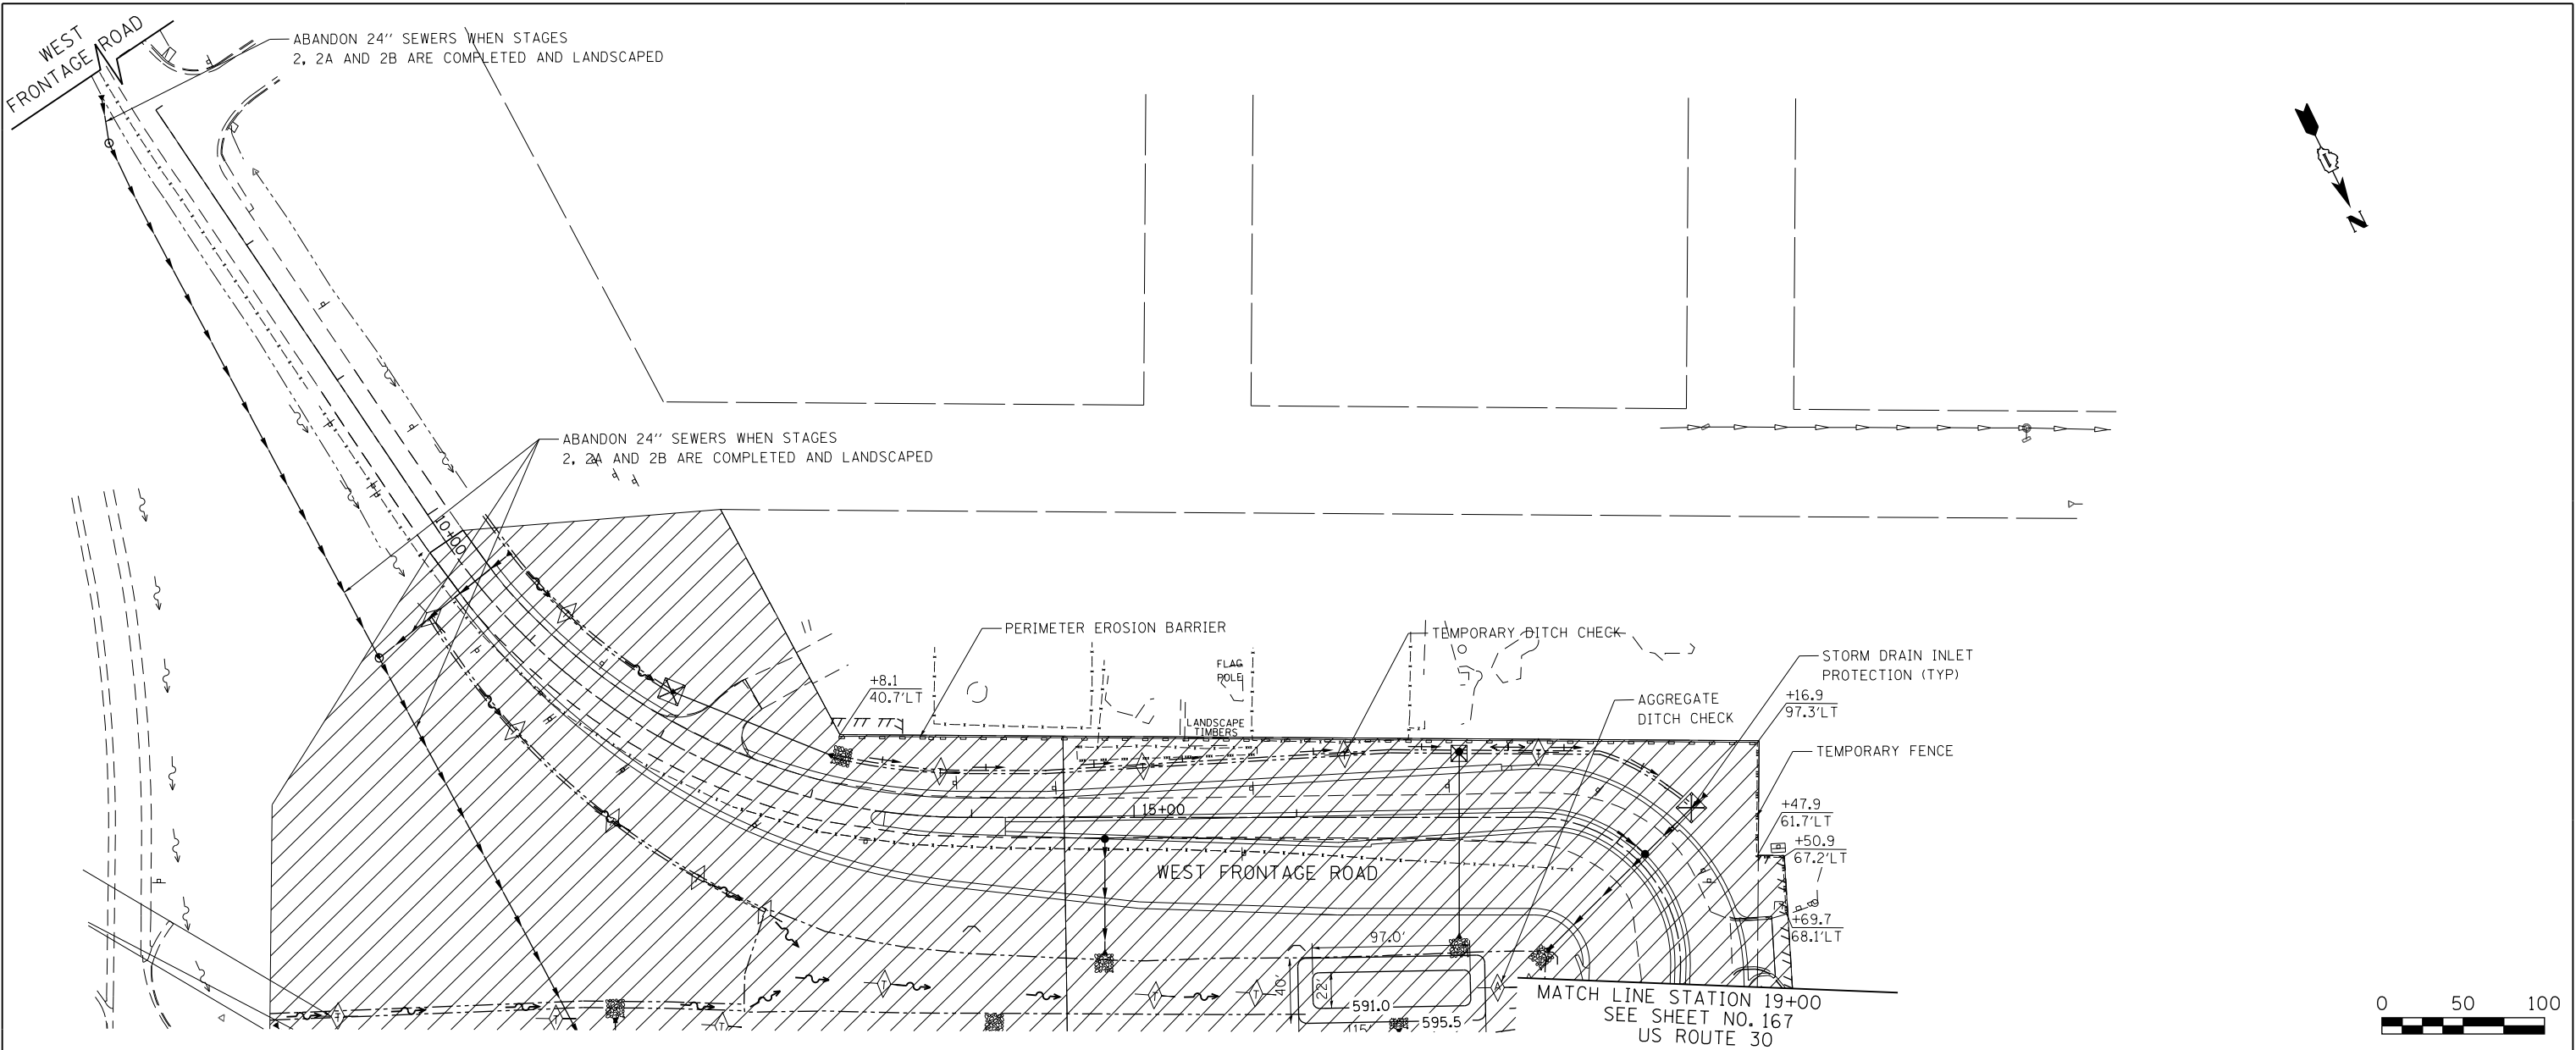 WEST
FRONTAGE ROAD
ABANDON 24'' SEWERS WHEN STAGES
2, 2A AND 2B ARE COMPLETED AND LANDSCAPED
N
ABANDON 24'' SEWERS WHEN STAGES
2, 2A AND 2B ARE COMPLETED AND LANDSCAPED
10+00
PERIMETER EROSION BARRIER
TEMPORARY DITCH CHECK
STORM DRAIN INLET
PROTECTION (TYP)
FLAG
POLE
+8.1
40.7'LT
+16.9
97.3'LT
AGGREGATE
DITCH CHECK
LANDSCAPE
TIMBERS
TEMPORARY FENCE
15+00
+47.9
61.7'LT
+50.9
67.2'LT
WEST FRONTAGE ROAD
+69.7
68.1'LT
97.0'
40'
22'
591.0
595.5
115'
T
T
T
T
T
T
T
T
T
T
A
MATCH LINE STATION 19+00
SEE SHEET NO. 167
US ROUTE 30
0 50 100